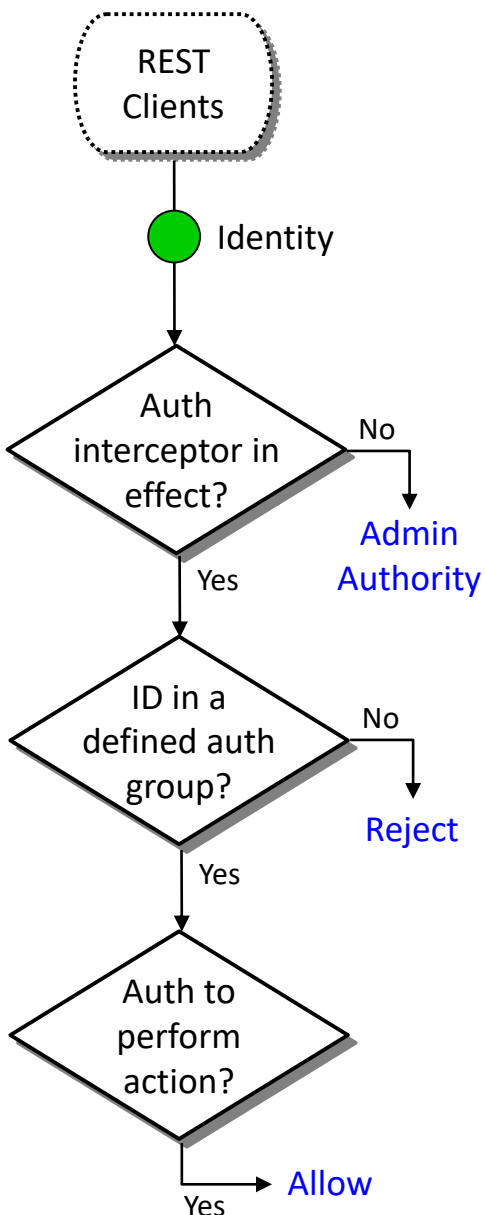 REST
Clients
Identity
Auth
interceptor in
effect?
No
Admin
Authority
Yes
ID in a
defined auth
group?
No
Reject
Yes
Auth to
perform
action?
Allow
Yes